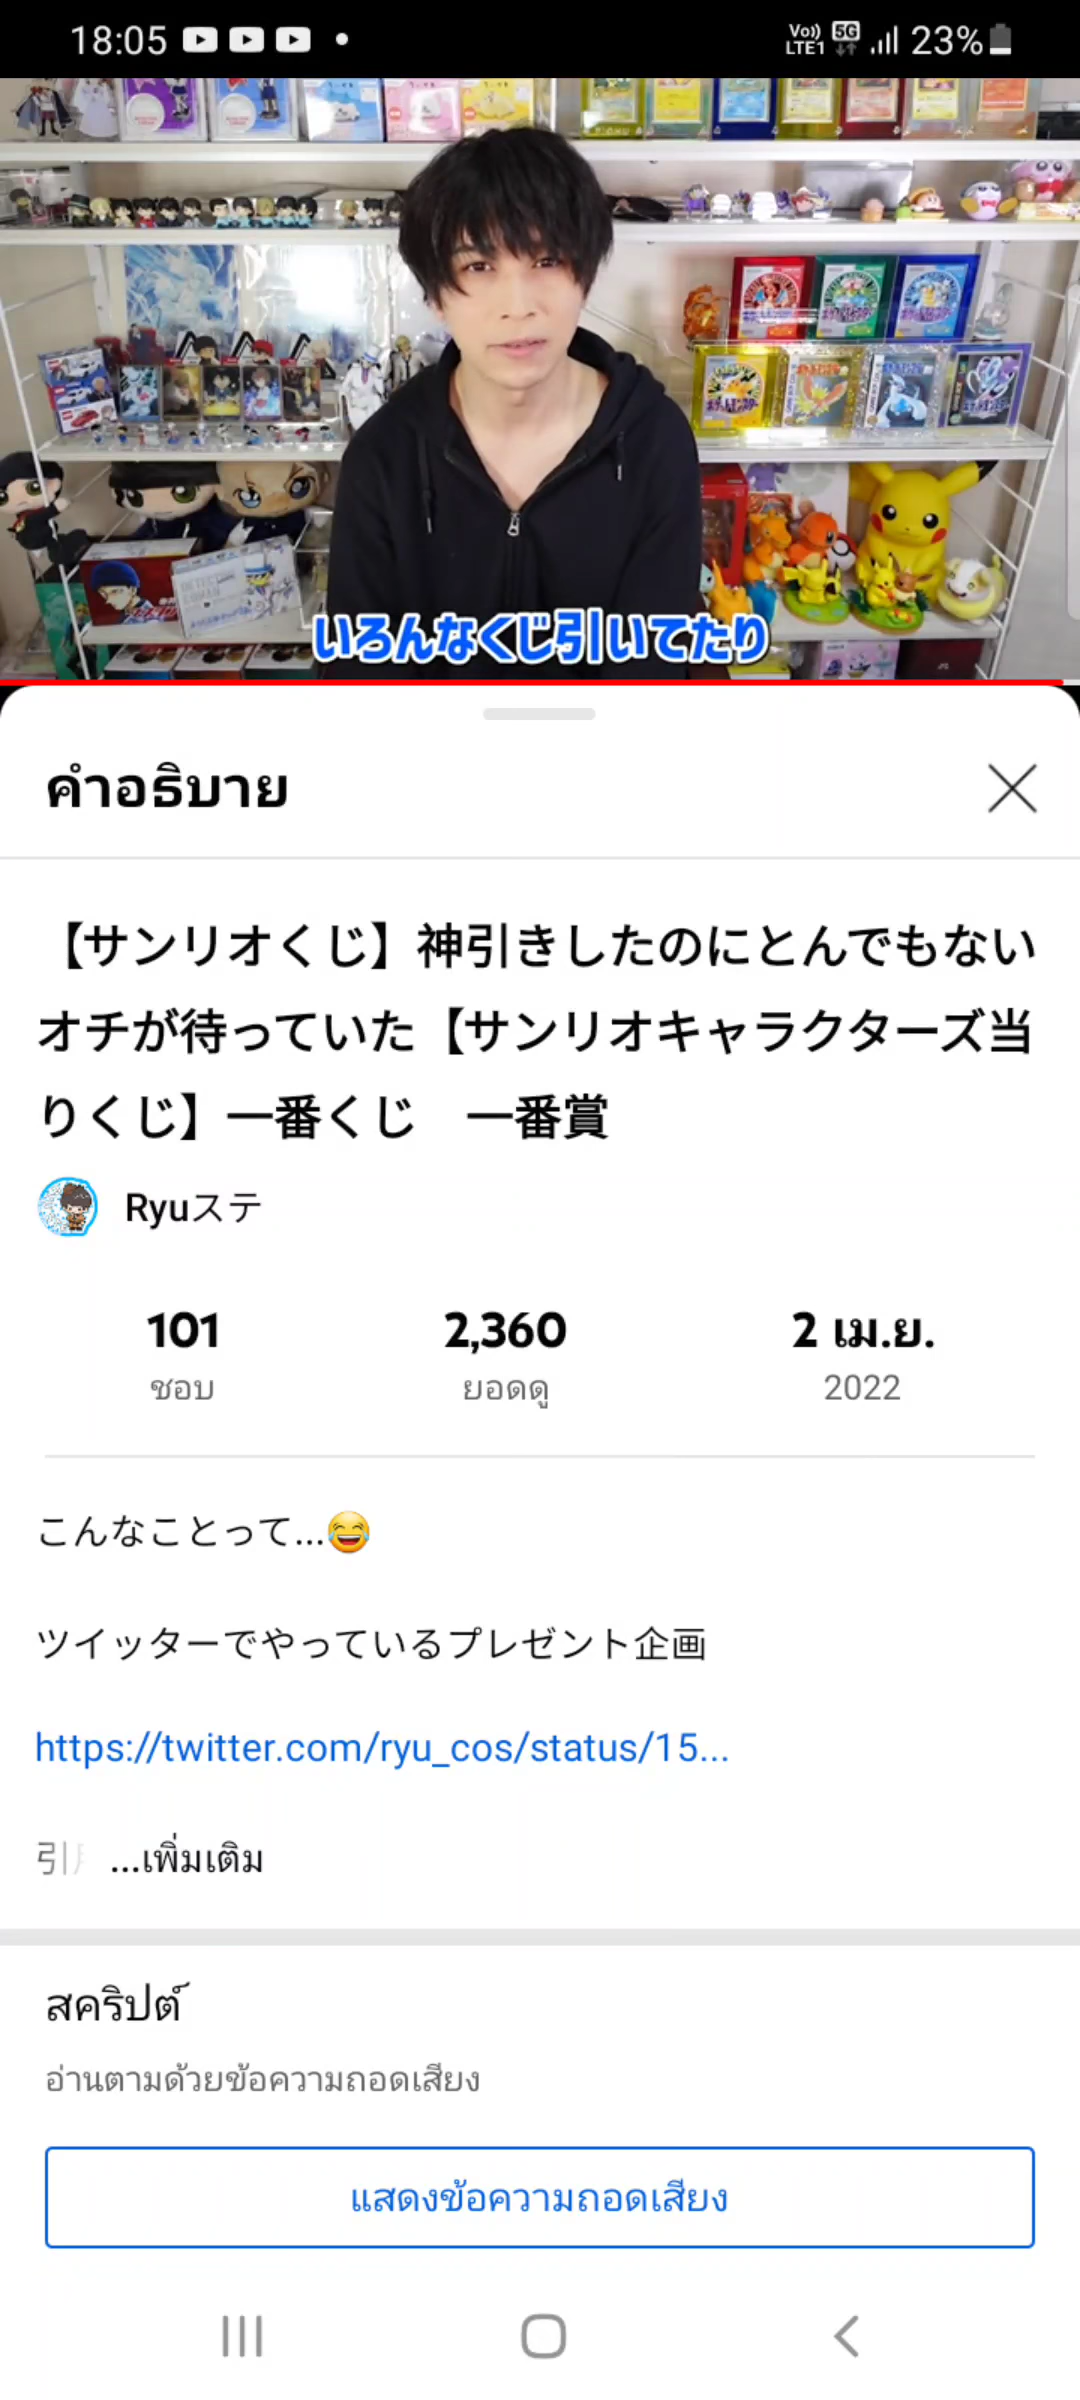 18:05
Vo)) LTE1 5G 23%
DETECTIVE CONAN
いろんなくじ引いてたり
คำอธิบาย
【サンリオくじ】神引きしたのにとんでもない
オチが待っていた【サンリオキャラクターズ当
りくじ】一番くじ　一番賞
Ryuステ
101 2,360 2 เม.ย.
ชอบ ยอดดู 2022
こんなことって...😂
ツイッターでやっているプレゼント企画
https://twitter.com/ryu_cos/status/15...
引 ...เพิ่มเติม
สคริปต์
อ่านตามด้วยข้อความถอดเสียง
แสดงข้อความถอดเสียง